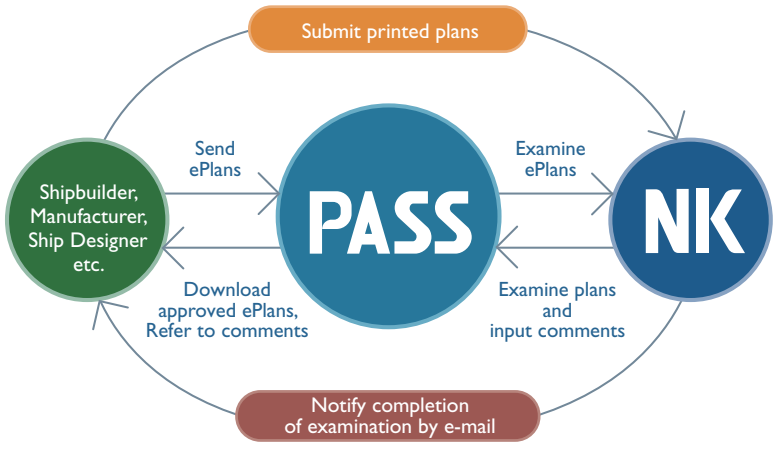 Submit printed plans
Send
ePlans
Examine
ePlans
Shipbuilder,
Manufacturer,
Ship Designer
etc.
PASS
NK
Download
approved ePlans,
Refer to comments
Examine plans
and
input comments
Notify completion
of examination by e-mail